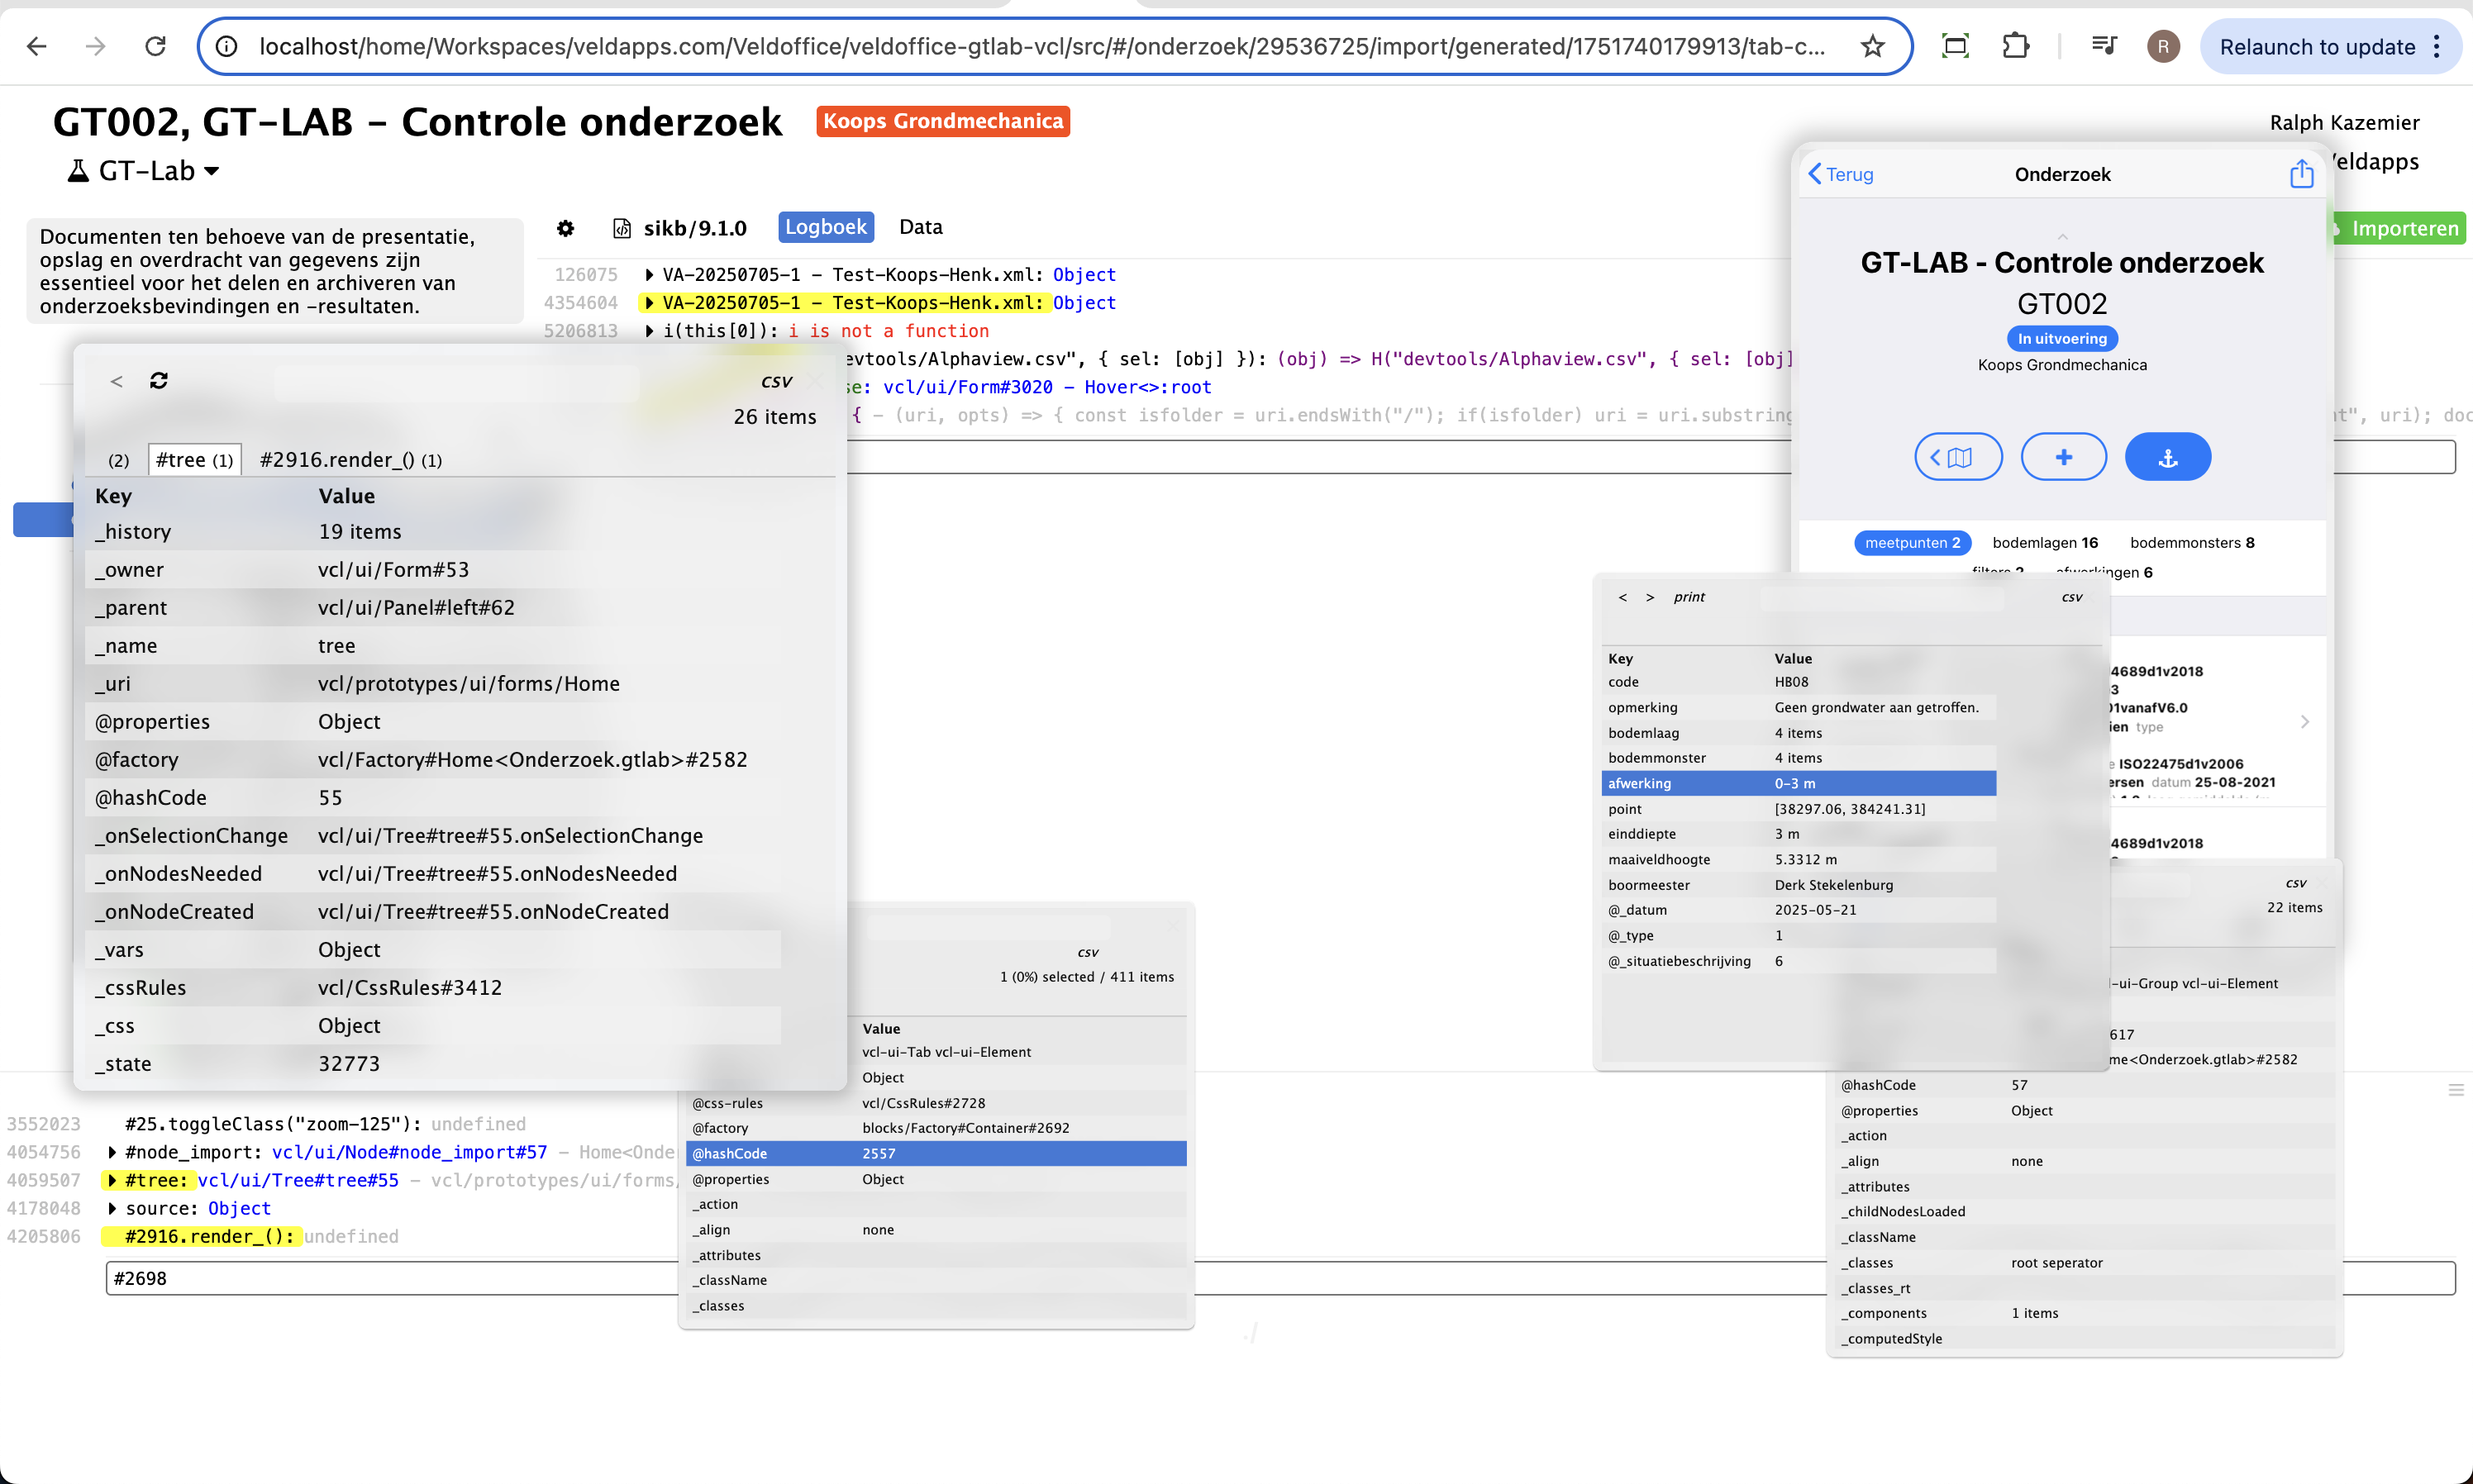 localhost/home/Workspaces/veldapps.com/Veldoffice/veldoffice-gtlab-vcl/src/#/onderzoek/29536725/import/generated/1751740179913/tab-c...
R
Relaunch to update
GT002, GT-LAB - Controle onderzoek
Koops Grondmechanica
Ralph Kazemier
GT-Lab
eldapps
Documenten ten behoeve van de presentatie,
opslag en overdracht van gegevens zijn
essentieel voor het delen en archiveren van
onderzoeksbevindingen en -resultaten.
sikb/9.1.0 Logboek Data
Importeren
126075 VA-20250705-1 - Test-Koops-Henk.xml: Object
4354604 VA-20250705-1 - Test-Koops-Henk.xml: Object
5206813 i(this[0]): i is not a function
evtools/Alphaview.csv", { sel: [obj] }): (obj) => H("devtools/Alphaview.csv", { sel: [obj]
se: vcl/ui/Form#3020 - Hover<>:root
{ - (uri, opts) => { const isfolder = uri.endsWith("/"); if(isfolder) uri = uri.substring
t", uri); doc
< csv
26 items
(2) #tree (1) #2916.render_() (1)
Key Value
_history 19 items
_owner vcl/ui/Form#53
_parent vcl/ui/Panel#left#62
_name tree
_uri vcl/prototypes/ui/forms/Home
@properties Object
@factory vcl/Factory#Home<Onderzoek.gtlab>#2582
@hashCode 55
_onSelectionChange vcl/ui/Tree#tree#55.onSelectionChange
_onNodesNeeded vcl/ui/Tree#tree#55.onNodesNeeded
_onNodeCreated vcl/ui/Tree#tree#55.onNodeCreated
_vars Object
_cssRules vcl/CssRules#3412
_css Object
_state 32773
Terug Onderzoek
GT-LAB - Controle onderzoek
GT002
In uitvoering
Koops Grondmechanica
meetpunten 2 bodemlagen 16 bodemmonsters 8
filters 2 afwerkingen 6
4689d1v2018
3
01vanafV6.0
ien type
e ISO22475d1v2006
ersen datum 25-08-2021
4689d1v2018
< > print csv
Key Value
code HB08
opmerking Geen grondwater aan getroffen.
bodemlaag 4 items
bodemmonster 4 items
afwerking 0-3 m
point [38297.06, 384241.31]
einddiepte 3 m
maaiveldhoogte 5.3312 m
boormeester Derk Stekelenburg
@_datum 2025-05-21
@_type 1
@_situatiebeschrijving 6
csv
1 (0%) selected / 411 items
Value
vcl-ui-Tab vcl-ui-Element
Object
@css-rules vcl/CssRules#2728
@factory blocks/Factory#Container#2692
@hashCode 2557
@properties Object
_action
_align none
_attributes
_className
_classes
csv
22 items
l-ui-Group vcl-ui-Element
617
me<Onderzoek.gtlab>#2582
@hashCode 57
@properties Object
_action
_align none
_attributes
_childNodesLoaded
_className
_classes root seperator
_classes_rt
_components 1 items
_computedStyle
3552023 #25.toggleClass("zoom-125"): undefined
4054756 #node_import: vcl/ui/Node#node_import#57 - Home<Onde
4059507 #tree: vcl/ui/Tree#tree#55 - vcl/prototypes/ui/forms/
4178048 source: Object
4205806 #2916.render_(): undefined
#2698
./